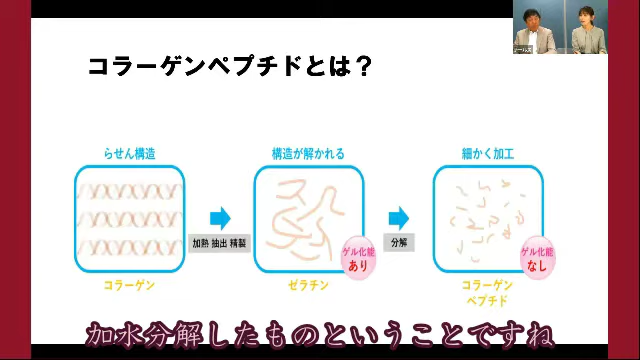 コラーゲンペプチドとは？
らせん構造
構造が解かれる
細かく加工
加熱 抽出 精製
分解
ゲル化能
あり
ゲル化能
なし
コラーゲン
ゼラチン
コラーゲン
ペプチド
加水分解したものということですね